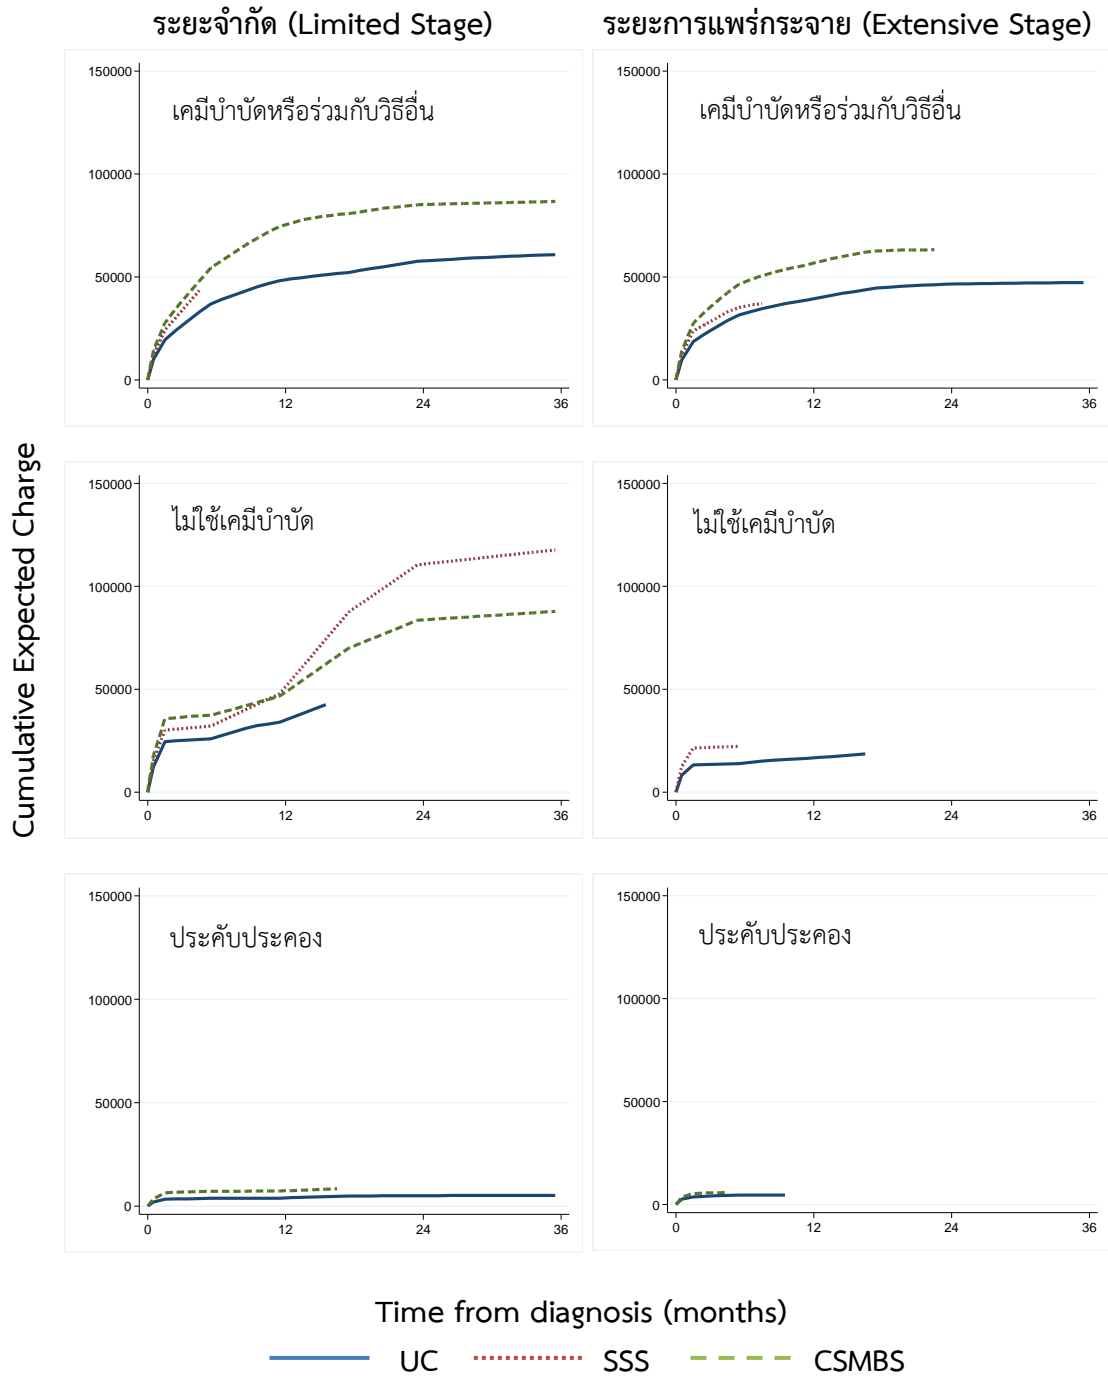 ระยะจำกัด (Limited Stage)
ระยะการแพร่กระจาย (Extensive Stage)
Cumulative Expected Charge
เคมีบำบัดหรือร่วมกับวิธีอื่น
150000
100000
50000
0
0 12 24 36
เคมีบำบัดหรือร่วมกับวิธีอื่น
150000
100000
50000
0
0 12 24 36
ไม่ใช้เคมีบำบัด
150000
100000
50000
0
0 12 24 36
ไม่ใช้เคมีบำบัด
150000
100000
50000
0
0 12 24 36
ประคับประคอง
150000
100000
50000
0
0 12 24 36
ประคับประคอง
150000
100000
50000
0
0 12 24 36
Time from diagnosis (months)
UC SSS CSMBS